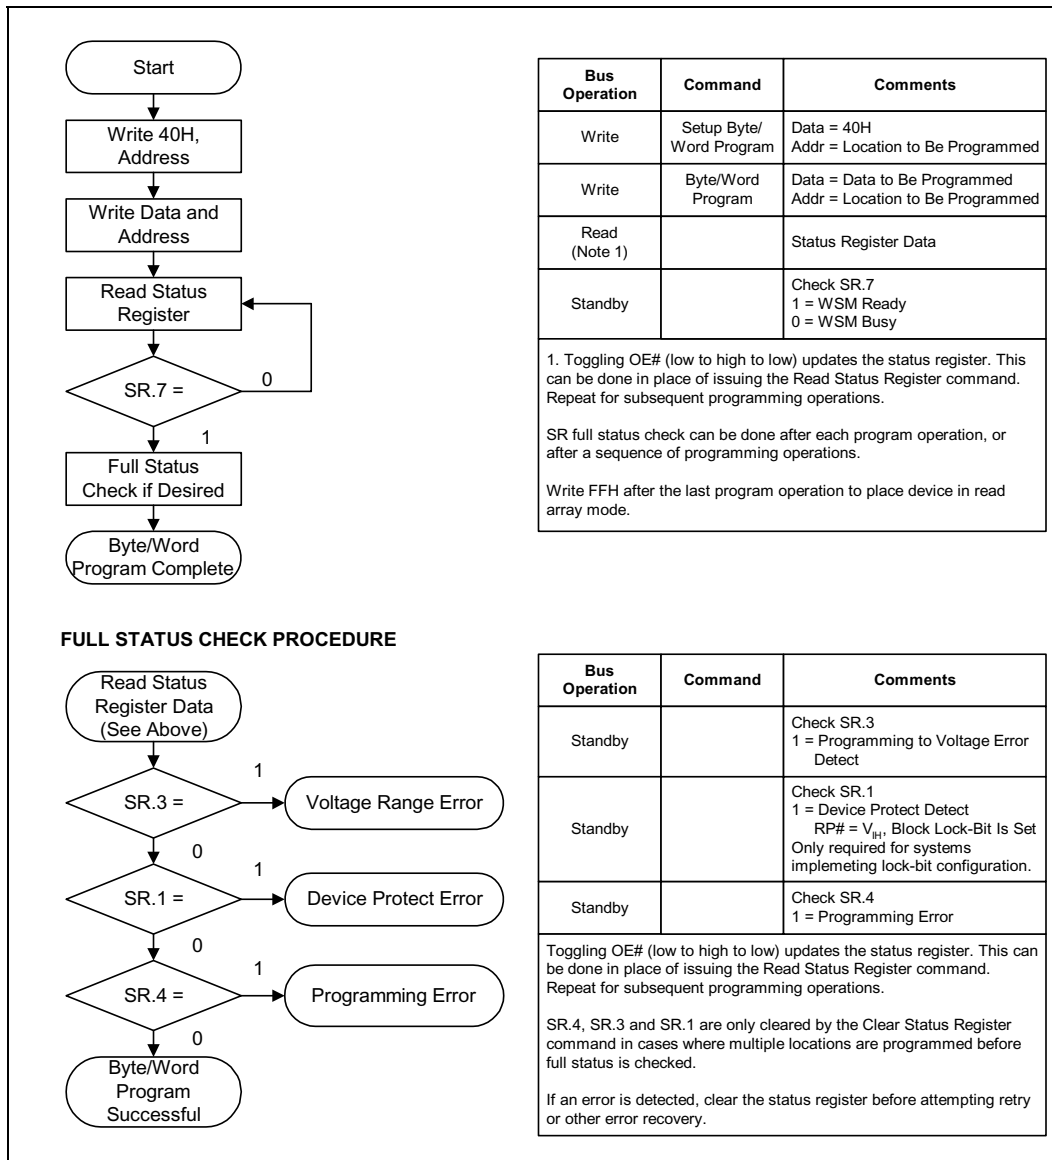 Start
Write 40H,
Address
Write Data and
Address
Read Status
Register
SR.7 =
0
1
Full Status
Check if Desired
Byte/Word
Program Complete
Bus
Operation
Command
Comments
Write
Setup Byte/
Word Program
Data = 40H
Addr = Location to Be Programmed
Write
Byte/Word
Program
Data = Data to Be Programmed
Addr = Location to Be Programmed
Read
(Note 1)
Status Register Data
Standby
Check SR.7
1 = WSM Ready
0 = WSM Busy
1. Toggling OE# (low to high to low) updates the status register. This
can be done in place of issuing the Read Status Register command.
Repeat for subsequent programming operations.
SR full status check can be done after each program operation, or
after a sequence of programming operations.
Write FFH after the last program operation to place device in read
array mode.
FULL STATUS CHECK PROCEDURE
Read Status
Register Data
(See Above)
SR.3 =
1
Voltage Range Error
0
SR.1 =
1
Device Protect Error
0
SR.4 =
1
Programming Error
0
Byte/Word
Program
Successful
Bus
Operation
Command
Comments
Standby
Check SR.3
1 = Programming to Voltage Error
Detect
Standby
Check SR.1
1 = Device Protect Detect
RP# = VIH, Block Lock-Bit Is Set
Only required for systems
implemeting lock-bit configuration.
Standby
Check SR.4
1 = Programming Error
Toggling OE# (low to high to low) updates the status register. This can
be done in place of issuing the Read Status Register command.
Repeat for subsequent programming operations.
SR.4, SR.3 and SR.1 are only cleared by the Clear Status Register
command in cases where multiple locations are programmed before
full status is checked.
If an error is detected, clear the status register before attempting retry
or other error recovery.